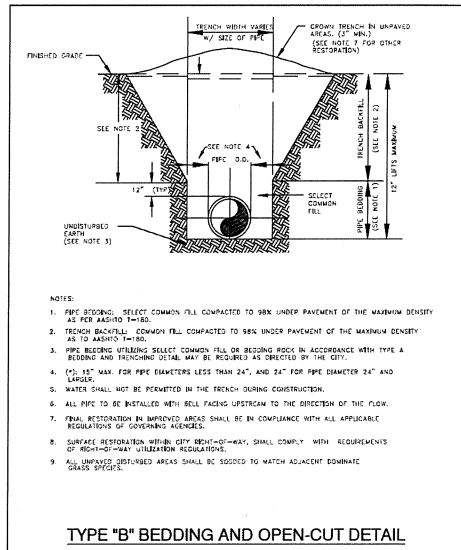 TRENCH WIDTH VARIES
W/ SIZE OF PIPE
CROWN TRENCH IN UNPAVED
AREAS, (3" MIN.)
(SEE NOTE 7 FOR OTHER
RESTORATION)
FINISHED GRADE
SEE NOTE 3
SEE NOTE 4
PIPE O.D.
12" (TYP)
SELECT
COMMON
FILL
UNDISTURBED
EARTH
(SEE NOTE 3)
TRENCH BACKFILL
(SEE NOTE 2)
PIPE BEDDING
(SEE NOTE 1)
12" LIFTS MAXIMUM
NOTES:
1. PIPE BEDDING: SELECT COMMON FILL COMPACTED TO 98% UNDER PAVEMENT OF THE MAXIMUM DENSITY
AS PER AASHTO T-180.
2. TRENCH BACKFILL: COMMON FILL COMPACTED TO 98% UNDER PAVEMENT OF THE MAXIMUM DENSITY
AS TO AASHTO T-180.
3. PIPE BEDDING UTILIZING SELECT COMMON FILL OR BEDDING ROCK IN ACCORDANCE WITH TYPE A
BEDDING AND TRENCHING DETAIL MAY BE REQUIRED AS DIRECTED BY THE CITY.
4. (*): 15" MAX. FOR PIPE DIAMETERS LESS THAN 24", AND 24" FOR PIPE DIAMETER 24" AND
LARGER.
5. WATER SHALL NOT BE PERMITTED IN THE TRENCH DURING CONSTRUCTION.
6. ALL PIPE TO BE INSTALLED WITH BELL FACING UPSTREAM TO THE DIRECTION OF THE FLOW.
7. FINAL RESTORATION IN IMPROVED AREAS SHALL BE IN COMPLIANCE WITH ALL APPLICABLE
REGULATIONS OF GOVERNING AGENCIES.
8. SURFACE RESTORATION WITHIN CITY RIGHT-OF-WAY, SHALL COMPLY WITH REQUIREMENTS
OF RIGHT-OF-WAY UTILIZATION REGULATIONS.
9. ALL UNPAVED DISTURBED AREAS SHALL BE SODDED TO MATCH ADJACENT DOMINATE
GRASS SPECIES.
TYPE "B" BEDDING AND OPEN-CUT DETAIL